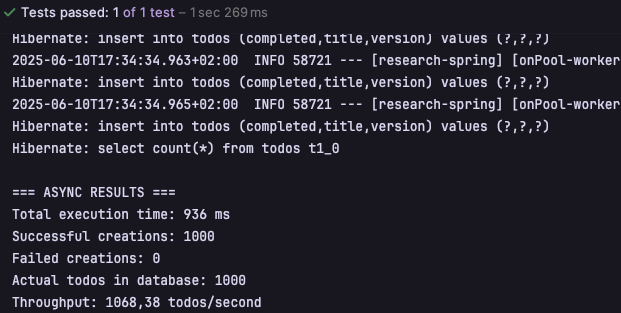 Tests passed: 1 of 1 test – 1 sec 269 ms
Hibernate: insert into todos (completed,title,version) values (?,?,?)
2025-06-10T17:34:34.963+02:00  INFO 58721 --- [research-spring] [onPool-worker
Hibernate: insert into todos (completed,title,version) values (?,?,?)
2025-06-10T17:34:34.965+02:00  INFO 58721 --- [research-spring] [onPool-worker
Hibernate: insert into todos (completed,title,version) values (?,?,?)
Hibernate: select count(*) from todos t1_0
=== ASYNC RESULTS ===
Total execution time: 936 ms
Successful creations: 1000
Failed creations: 0
Actual todos in database: 1000
Throughput: 1068,38 todos/second